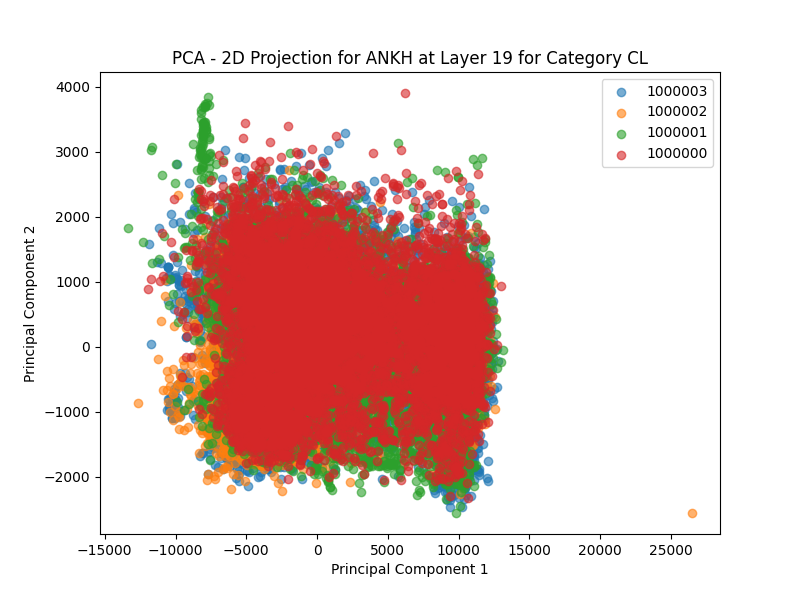 PCA - 2D Projection for ANKH at Layer 19 for Category CL
4000
3000
2000
1000
0
−1000
−2000
Principal Component 2
1000003
1000002
1000001
1000000
−15000 −10000 −5000 0 5000 10000 15000 20000 25000
Principal Component 1